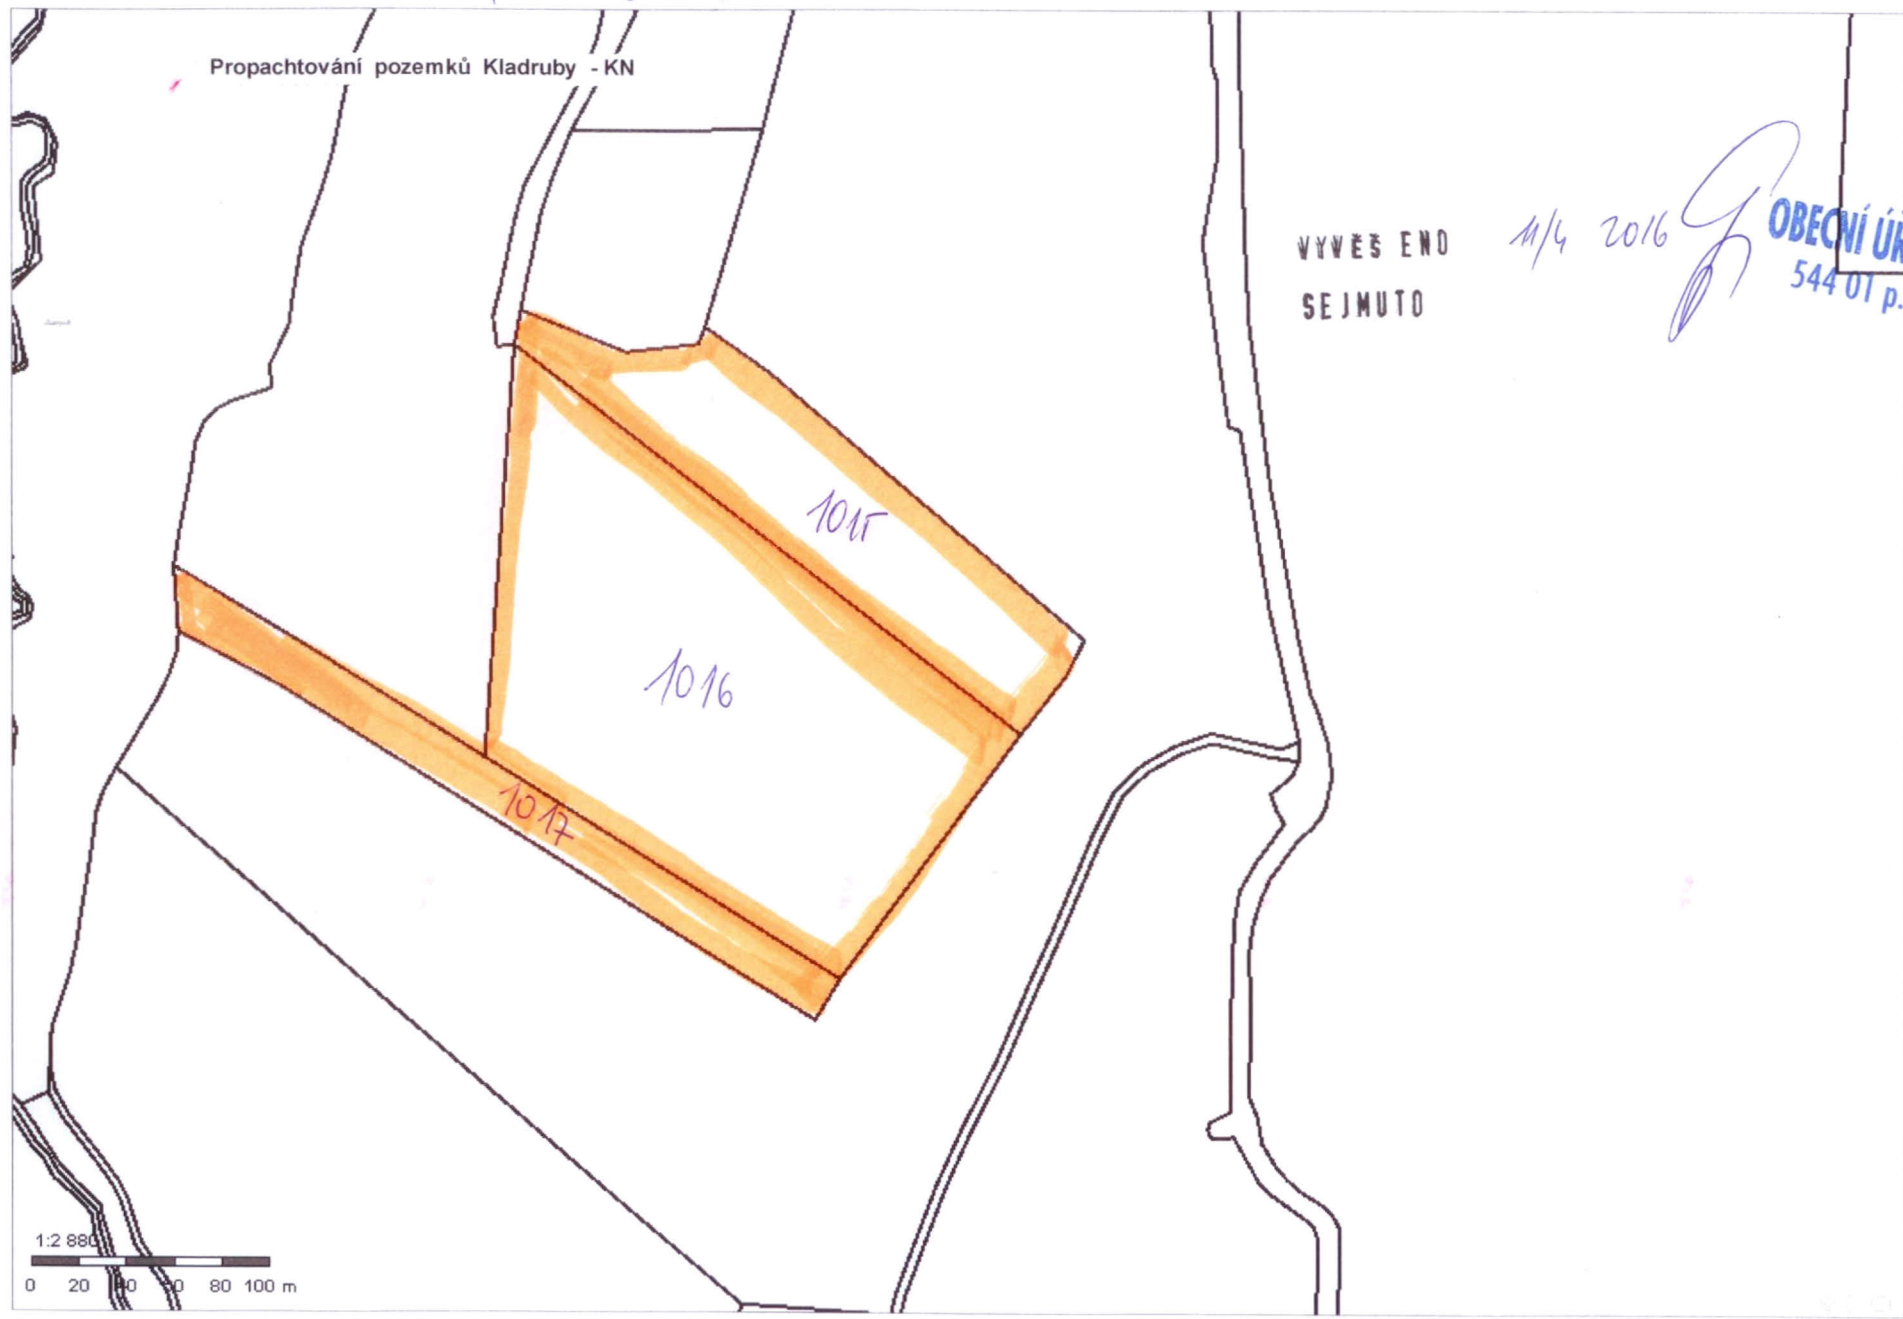 Propachtování pozemků Kladruby - KN
VYVĚŠENO 11/4 2016
SEJMUTO
OBECNÍ ÚŘ
544 01 p.
1015
1016
1017
1:2 880
0 20 40 60 80 100 m